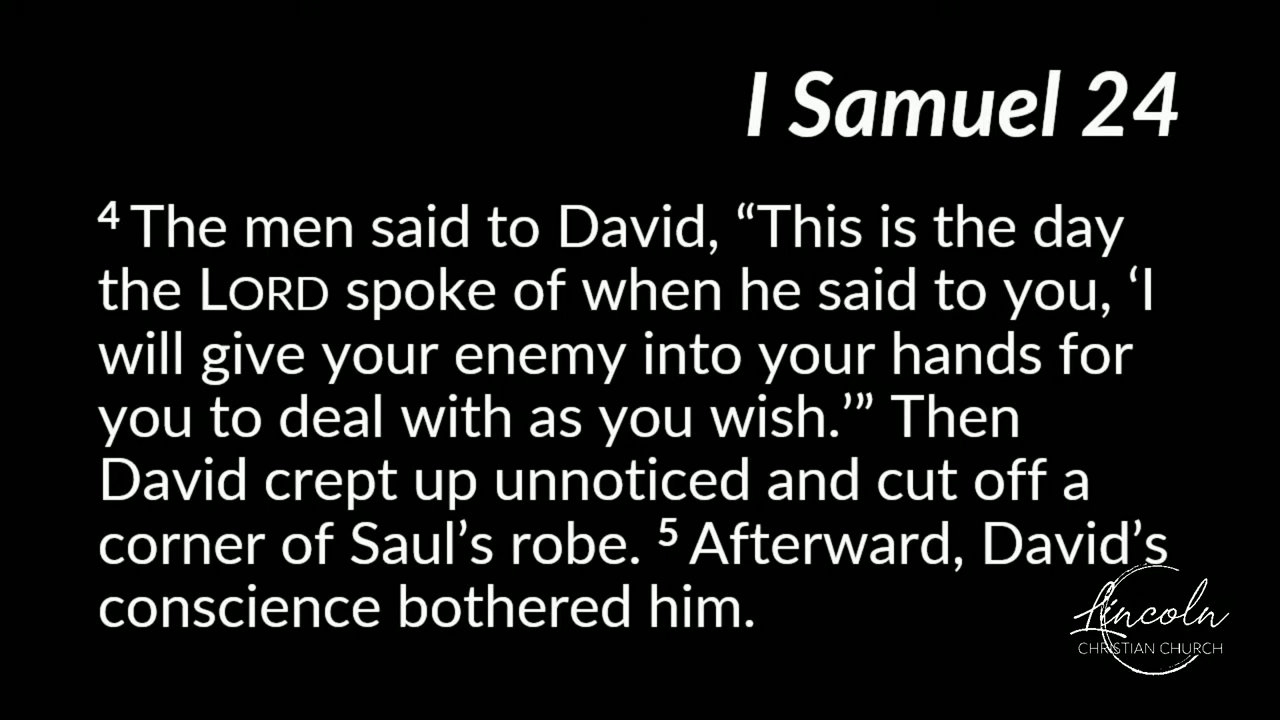 I Samuel 24
⁴ The men said to David, “This is the day
the LORD spoke of when he said to you, ‘I
will give your enemy into your hands for
you to deal with as you wish.’” Then
David crept up unnoticed and cut off a
corner of Saul’s robe. ⁵ Afterward, David’s
conscience bothered him.
Lincoln
CHRISTIAN CHURCH